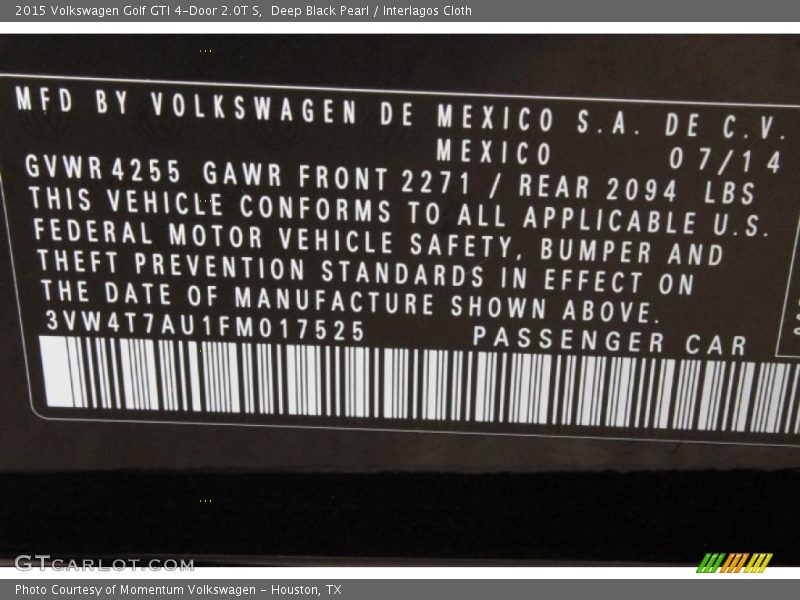 2015 Volkswagen Golf GTI 4-Door 2.0T S,  Deep Black Pearl / Interlagos Cloth
MFD BY VOLKSWAGEN DE MEXICO S.A. DE C.V.
MEXICO 07/14
GVWR4255 GAWR FRONT 2271 / REAR 2094 LBS
THIS VEHICLE CONFORMS TO ALL APPLICABLE U.S.
FEDERAL MOTOR VEHICLE SAFETY, BUMPER AND
THEFT PREVENTION STANDARDS IN EFFECT ON
THE DATE OF MANUFACTURE SHOWN ABOVE.
3VW4T7AU1FM017525 PASSENGER CAR
GTCARLOT.COM
Photo Courtesy of Momentum Volkswagen - Houston, TX